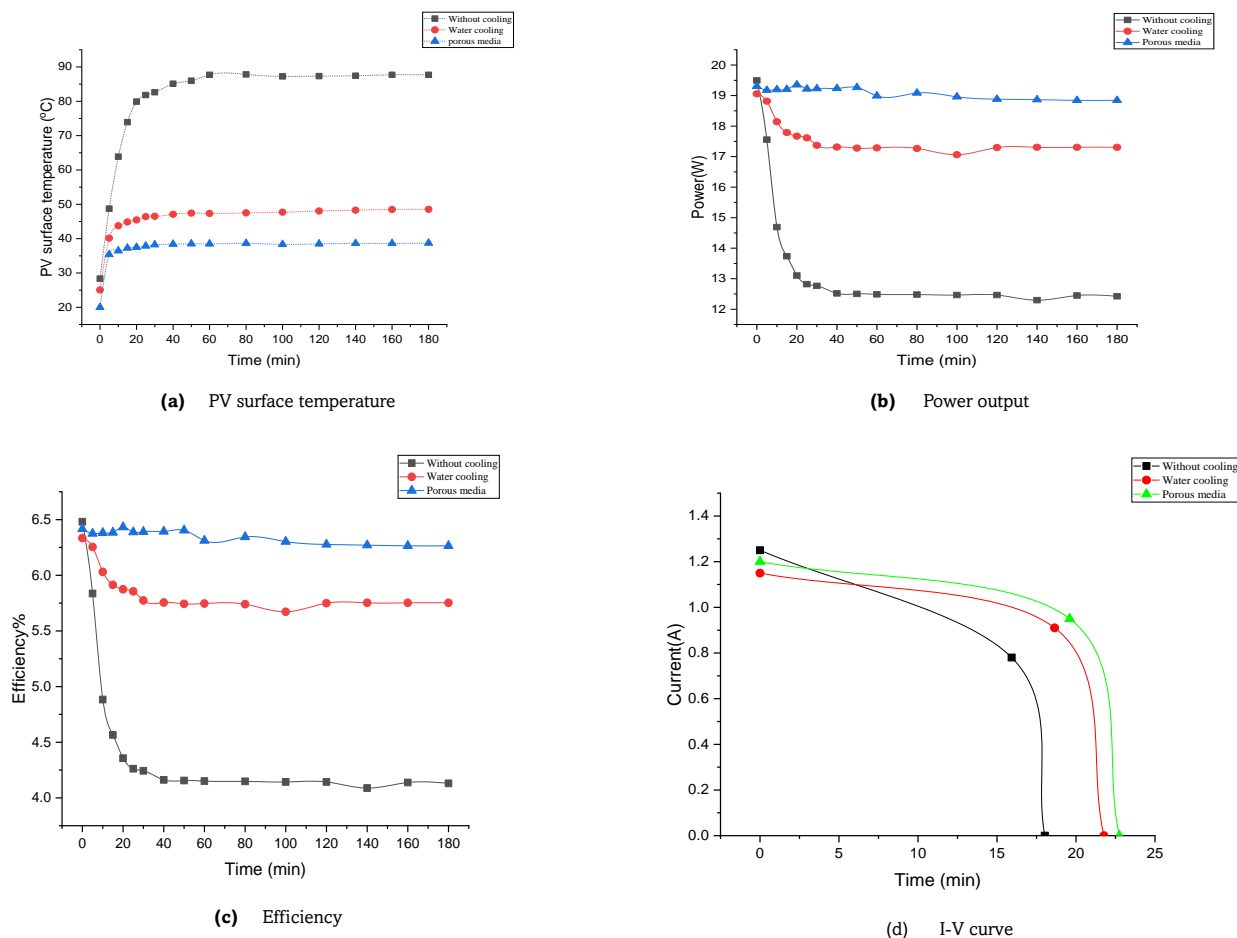 Without cooling
Water cooling
porous media
90
80
70
60
50
40
30
20
PV surface temperature (⁰C)
0 20 40 60 80 100 120 140 160 180
Time (min)
(a) PV surface temperature
Without cooling
Water cooling
Porous media
20
19
18
17
16
15
14
13
12
Power(W)
0 20 40 60 80 100 120 140 160 180
Time (min)
(b) Power output
Without cooling
Water cooling
Porous media
6.5
6.0
5.5
5.0
4.5
4.0
Efficiency%
0 20 40 60 80 100 120 140 160 180
Time (min)
(c) Efficiency
Without cooling
Water cooling
Porous media
1.4
1.2
1.0
0.8
0.6
0.4
0.2
0.0
Current(A)
0 5 10 15 20 25
Time (min)
(d) I-V curve